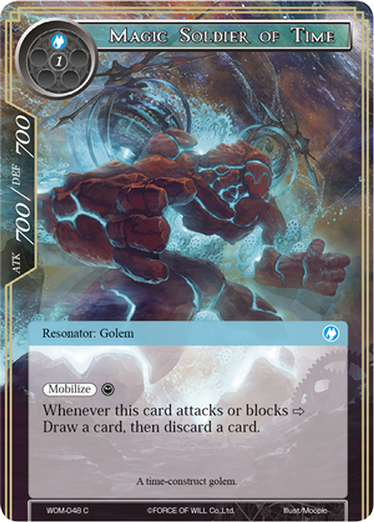 Magic Soldier of Time
1
ATK 700 / DEF 700
Resonator: Golem
Mobilize
Whenever this card attacks or blocks ⇨
Draw a card, then discard a card.
A time-construct golem.
WOM-048 C ©FORCE OF WILL Co.,Ltd. Illust/Moopic